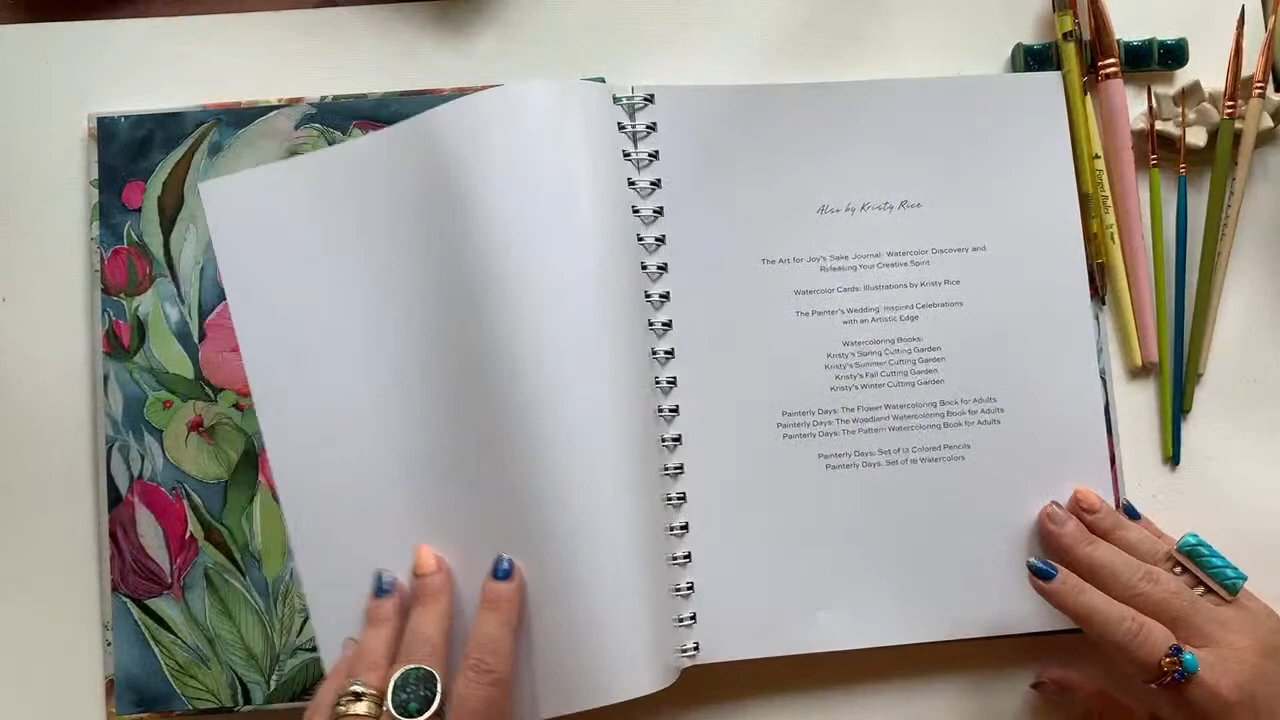 Also by Kristy Rice
The Art for Joy's Sake Journal: Watercolor Discovery and
Releasing Your Creative Spirit
Watercolor Cards: Illustrations by Kristy Rice
The Painter's Wedding: Inspired Celebrations
with an Artistic Edge
Watercoloring Books:
Kristy's Spring Cutting Garden
Kristy's Summer Cutting Garden
Kristy's Fall Cutting Garden
Kristy's Winter Cutting Garden
Painterly Days: The Flower Watercoloring Book for Adults
Painterly Days: The Woodland Watercoloring Book for Adults
Painterly Days: The Pattern Watercoloring Book for Adults
Painterly Days: Set of 12 Colored Pencils
Painterly Days: Set of 18 Watercolors
Forget Rules